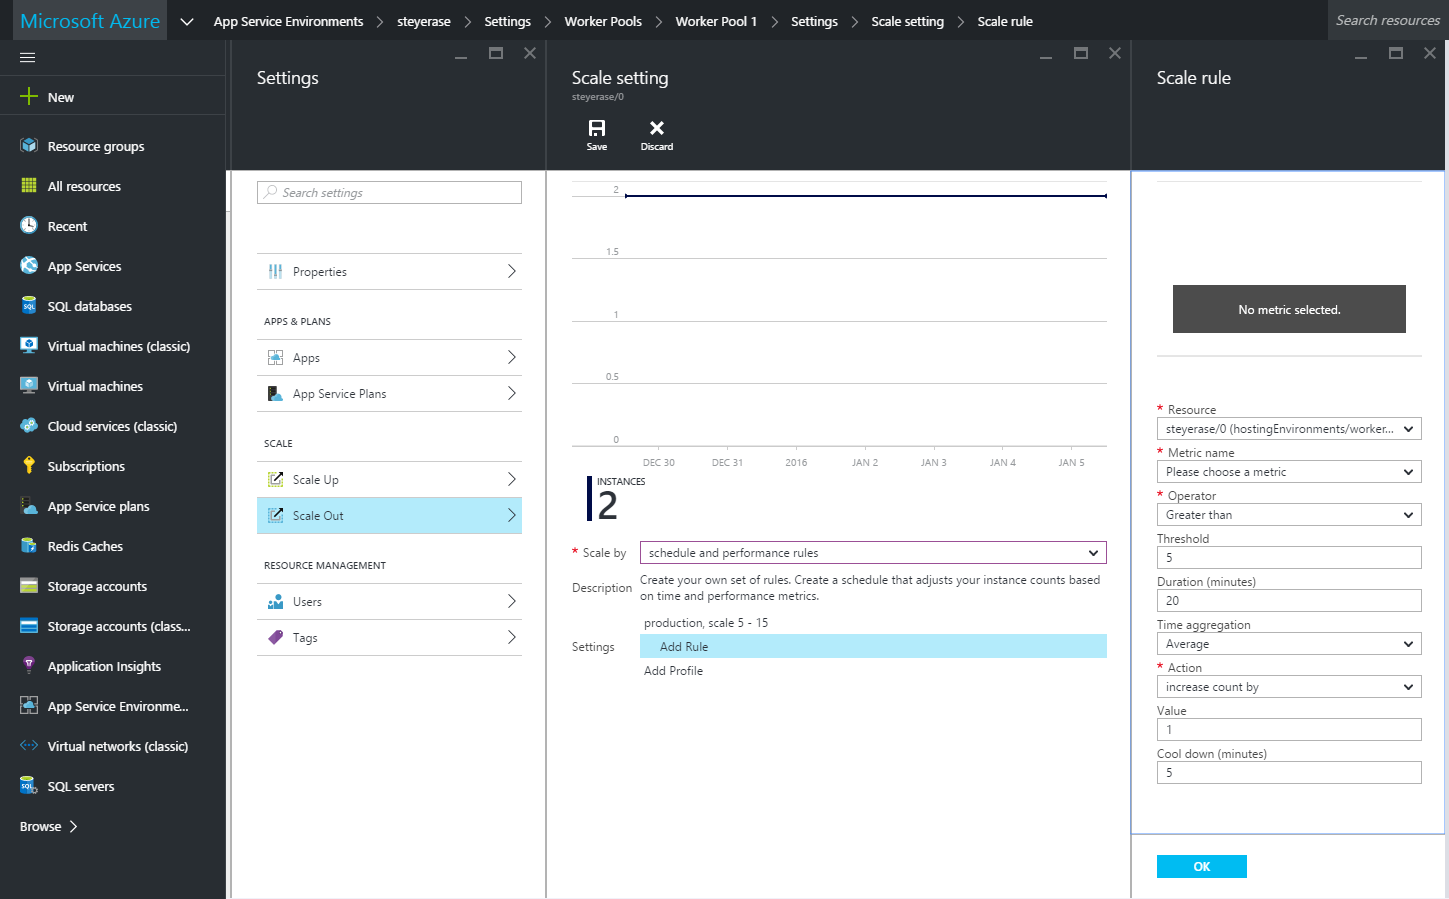 Microsoft Azure
App Service Environments
steyerase
Settings
Worker Pools
Worker Pool 1
Settings
Scale setting
Scale rule
Search resources
New
Resource groups
All resources
Recent
App Services
SQL databases
Virtual machines (classic)
Virtual machines
Cloud services (classic)
Subscriptions
App Service plans
Redis Caches
Storage accounts
Storage accounts (class...
Application Insights
App Service Environme...
Virtual networks (classic)
SQL servers
Browse
Settings
Search settings
Properties
APPS & PLANS
Apps
App Service Plans
SCALE
Scale Up
Scale Out
RESOURCE MANAGEMENT
Users
Tags
Scale setting
steyerase/0
Save
Discard
2
1.5
1
0.5
0
DEC 30
DEC 31
2016
JAN 2
JAN 3
JAN 4
JAN 5
INSTANCES
2
* Scale by
schedule and performance rules
Description
Create your own set of rules. Create a schedule that adjusts your instance counts based
on time and performance metrics.
Settings
production, scale 5 - 15
Add Rule
Add Profile
Scale rule
No metric selected.
* Resource
steyerase/0 (hostingEnvironments/worker...
* Metric name
Please choose a metric
* Operator
Greater than
Threshold
5
Duration (minutes)
20
Time aggregation
Average
* Action
increase count by
Value
1
Cool down (minutes)
5
OK